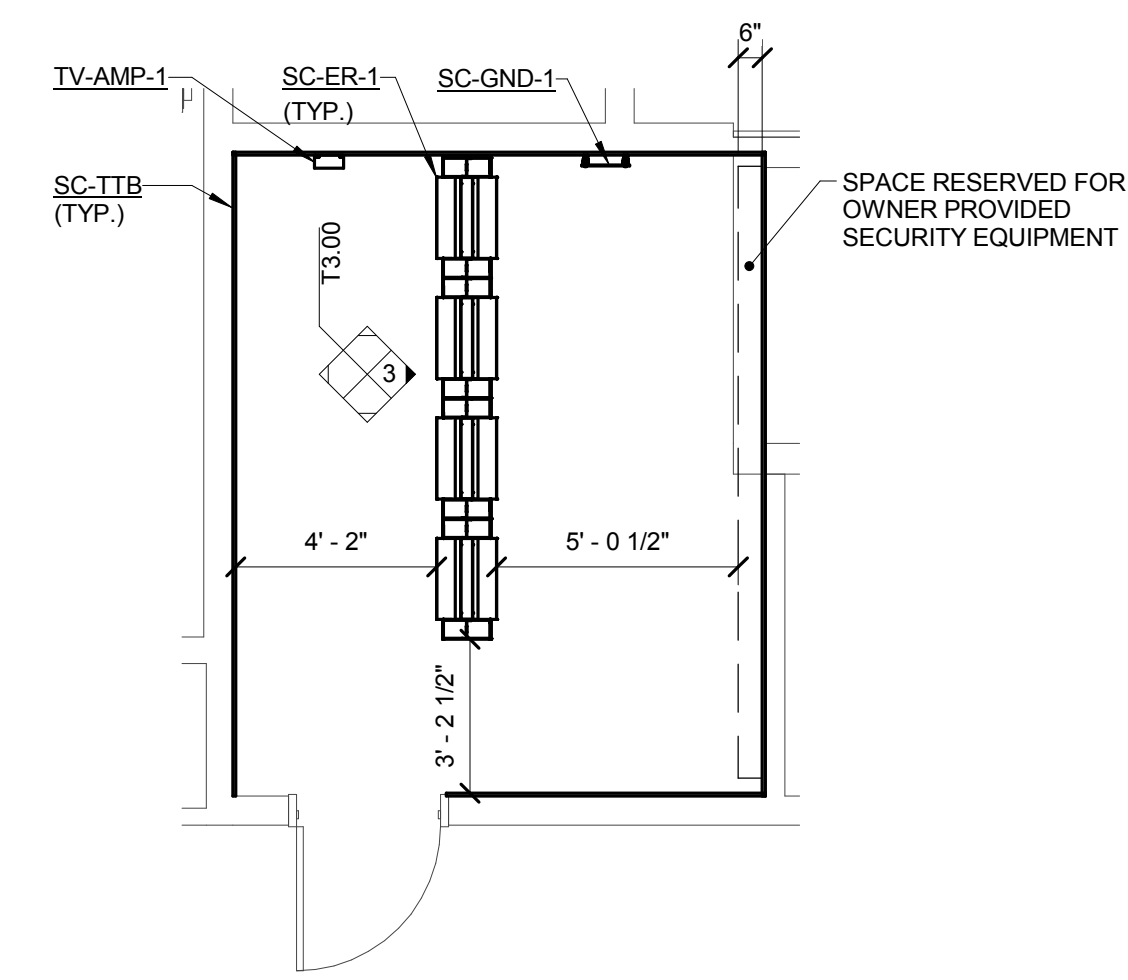 6"
TV-AMP-1
SC-ER-1
(TYP.)
SC-GND-1
SC-TTB
(TYP.)
SPACE RESERVED FOR
OWNER PROVIDED
SECURITY EQUIPMENT
T3.00
3
4' - 2"
5' - 0 1/2"
3' - 2 1/2"